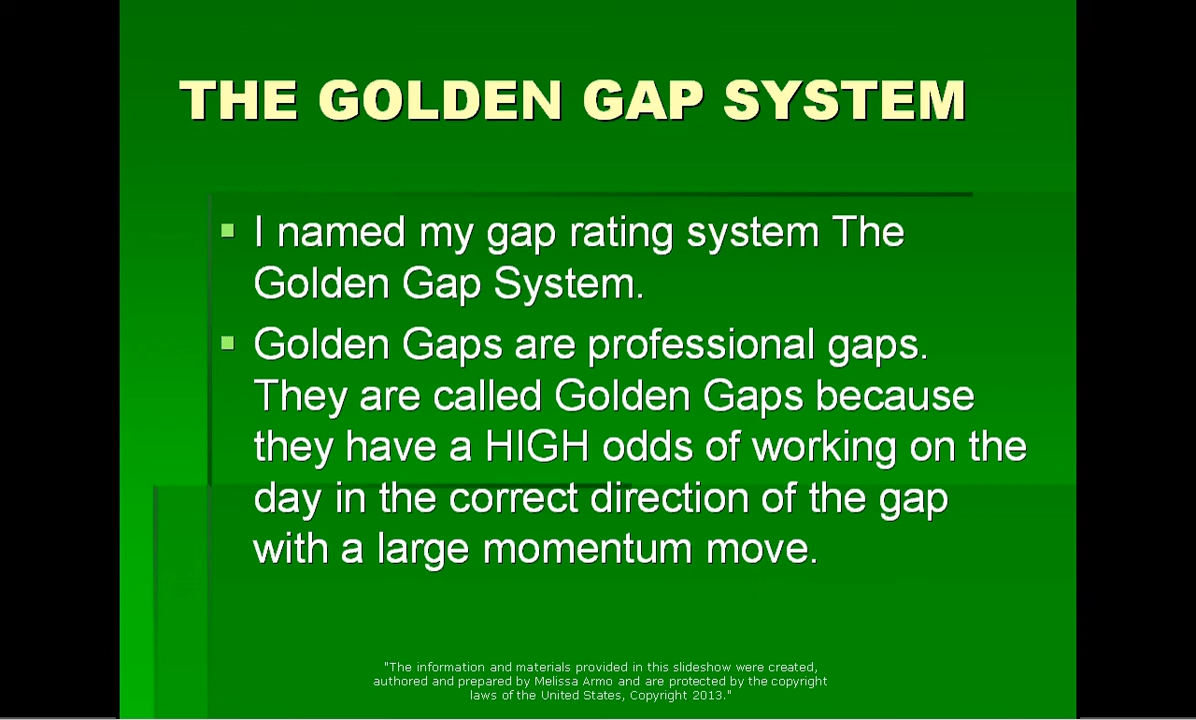 THE GOLDEN GAP SYSTEM
I named my gap rating system The
Golden Gap System.
Golden Gaps are professional gaps.
They are called Golden Gaps because
they have a HIGH odds of working on the
day in the correct direction of the gap
with a large momentum move.
"The information and materials provided in this slideshow were created,
authored and prepared by Melissa Armo and are protected by the copyright
laws of the United States, Copyright 2013."